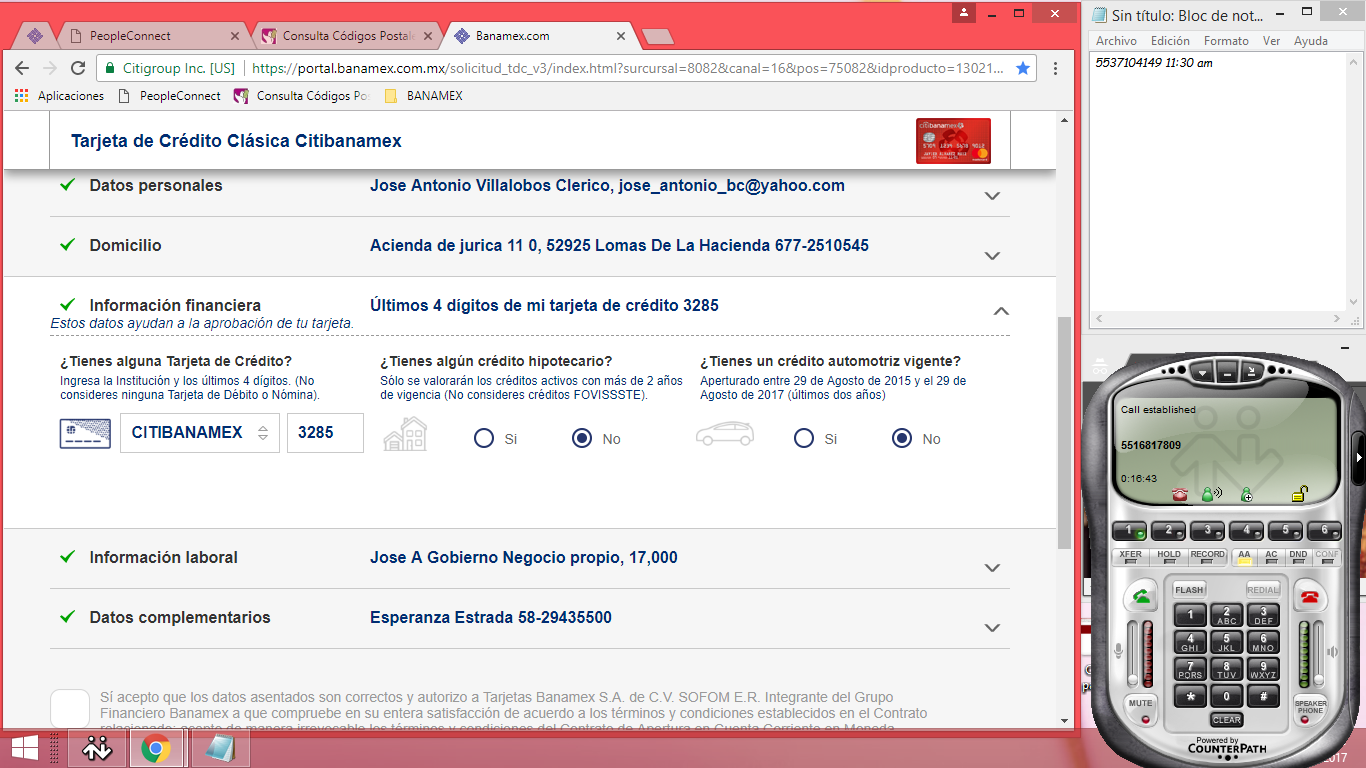 PeopleConnect
Consulta Códigos Postale
Banamex.com
Citigroup Inc. [US]
https://portal.banamex.com.mx/solicitud_tdc_v3/index.html?sursursal=8082&canal=16&pos=75082&idproducto=13021...
Aplicaciones
PeopleConnect
Consulta Códigos Po
BANAMEX
Tarjeta de Crédito Clásica Citibanamex
Datos personales
Jose Antonio Villalobos Clerico, jose_antonio_bc@yahoo.com
Domicilio
Acienda de jurica 11 0, 52925 Lomas De La Hacienda 677-2510545
Información financiera
Últimos 4 dígitos de mi tarjeta de crédito 3285
Estos datos ayudan a la aprobación de tu tarjeta.
¿Tienes alguna Tarjeta de Crédito?
Ingresa la Institución y los últimos 4 dígitos. (No
consideres ninguna Tarjeta de Débito o Nómina).
CITIBANAMEX
3285
¿Tienes algún crédito hipotecario?
Sólo se valorarán los créditos activos con más de 2 años
de vigencia (No consideres créditos FOVISSSTE).
Si
No
¿Tienes un crédito automotriz vigente?
Aperturado entre 29 de Agosto de 2015 y el 29 de
Agosto de 2017 (últimos dos años)
Si
No
Información laboral
Jose A Gobierno Negocio propio, 17,000
Datos complementarios
Esperanza Estrada 58-29435500
Sí acepto que los datos asentados son correctos y autorizo a Tarjetas Banamex S.A. de C.V. SOFOM E.R. Integrante del Grupo
Financiero Banamex a que compruebe en su entera satisfacción de acuerdo a los términos y condiciones establecidos en el Contrato
Sin título: Bloc de not...
Archivo
Edición
Formato
Ver
Ayuda
5537104149 11:30 am
Call established
5516817809
0:16:43
1
2
3
4
5
6
XFER
HOLD
RECORD
AA
AC
DND
CONF
FLASH
REDIAL
1
2
ABC
3
DEF
4
GHI
5
JKL
6
MNO
7
PQRS
8
TUV
9
WXYZ
*
0
#
MUTE
CLEAR
SPEAKER
PHONE
Powered by
COUNTERPATH
2017